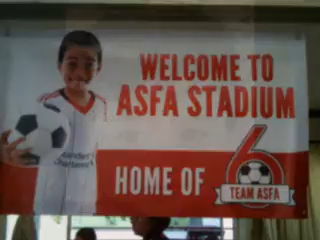 WELCOME TO
ASFA STADIUM
HOME OF
6
TEAM ASFA